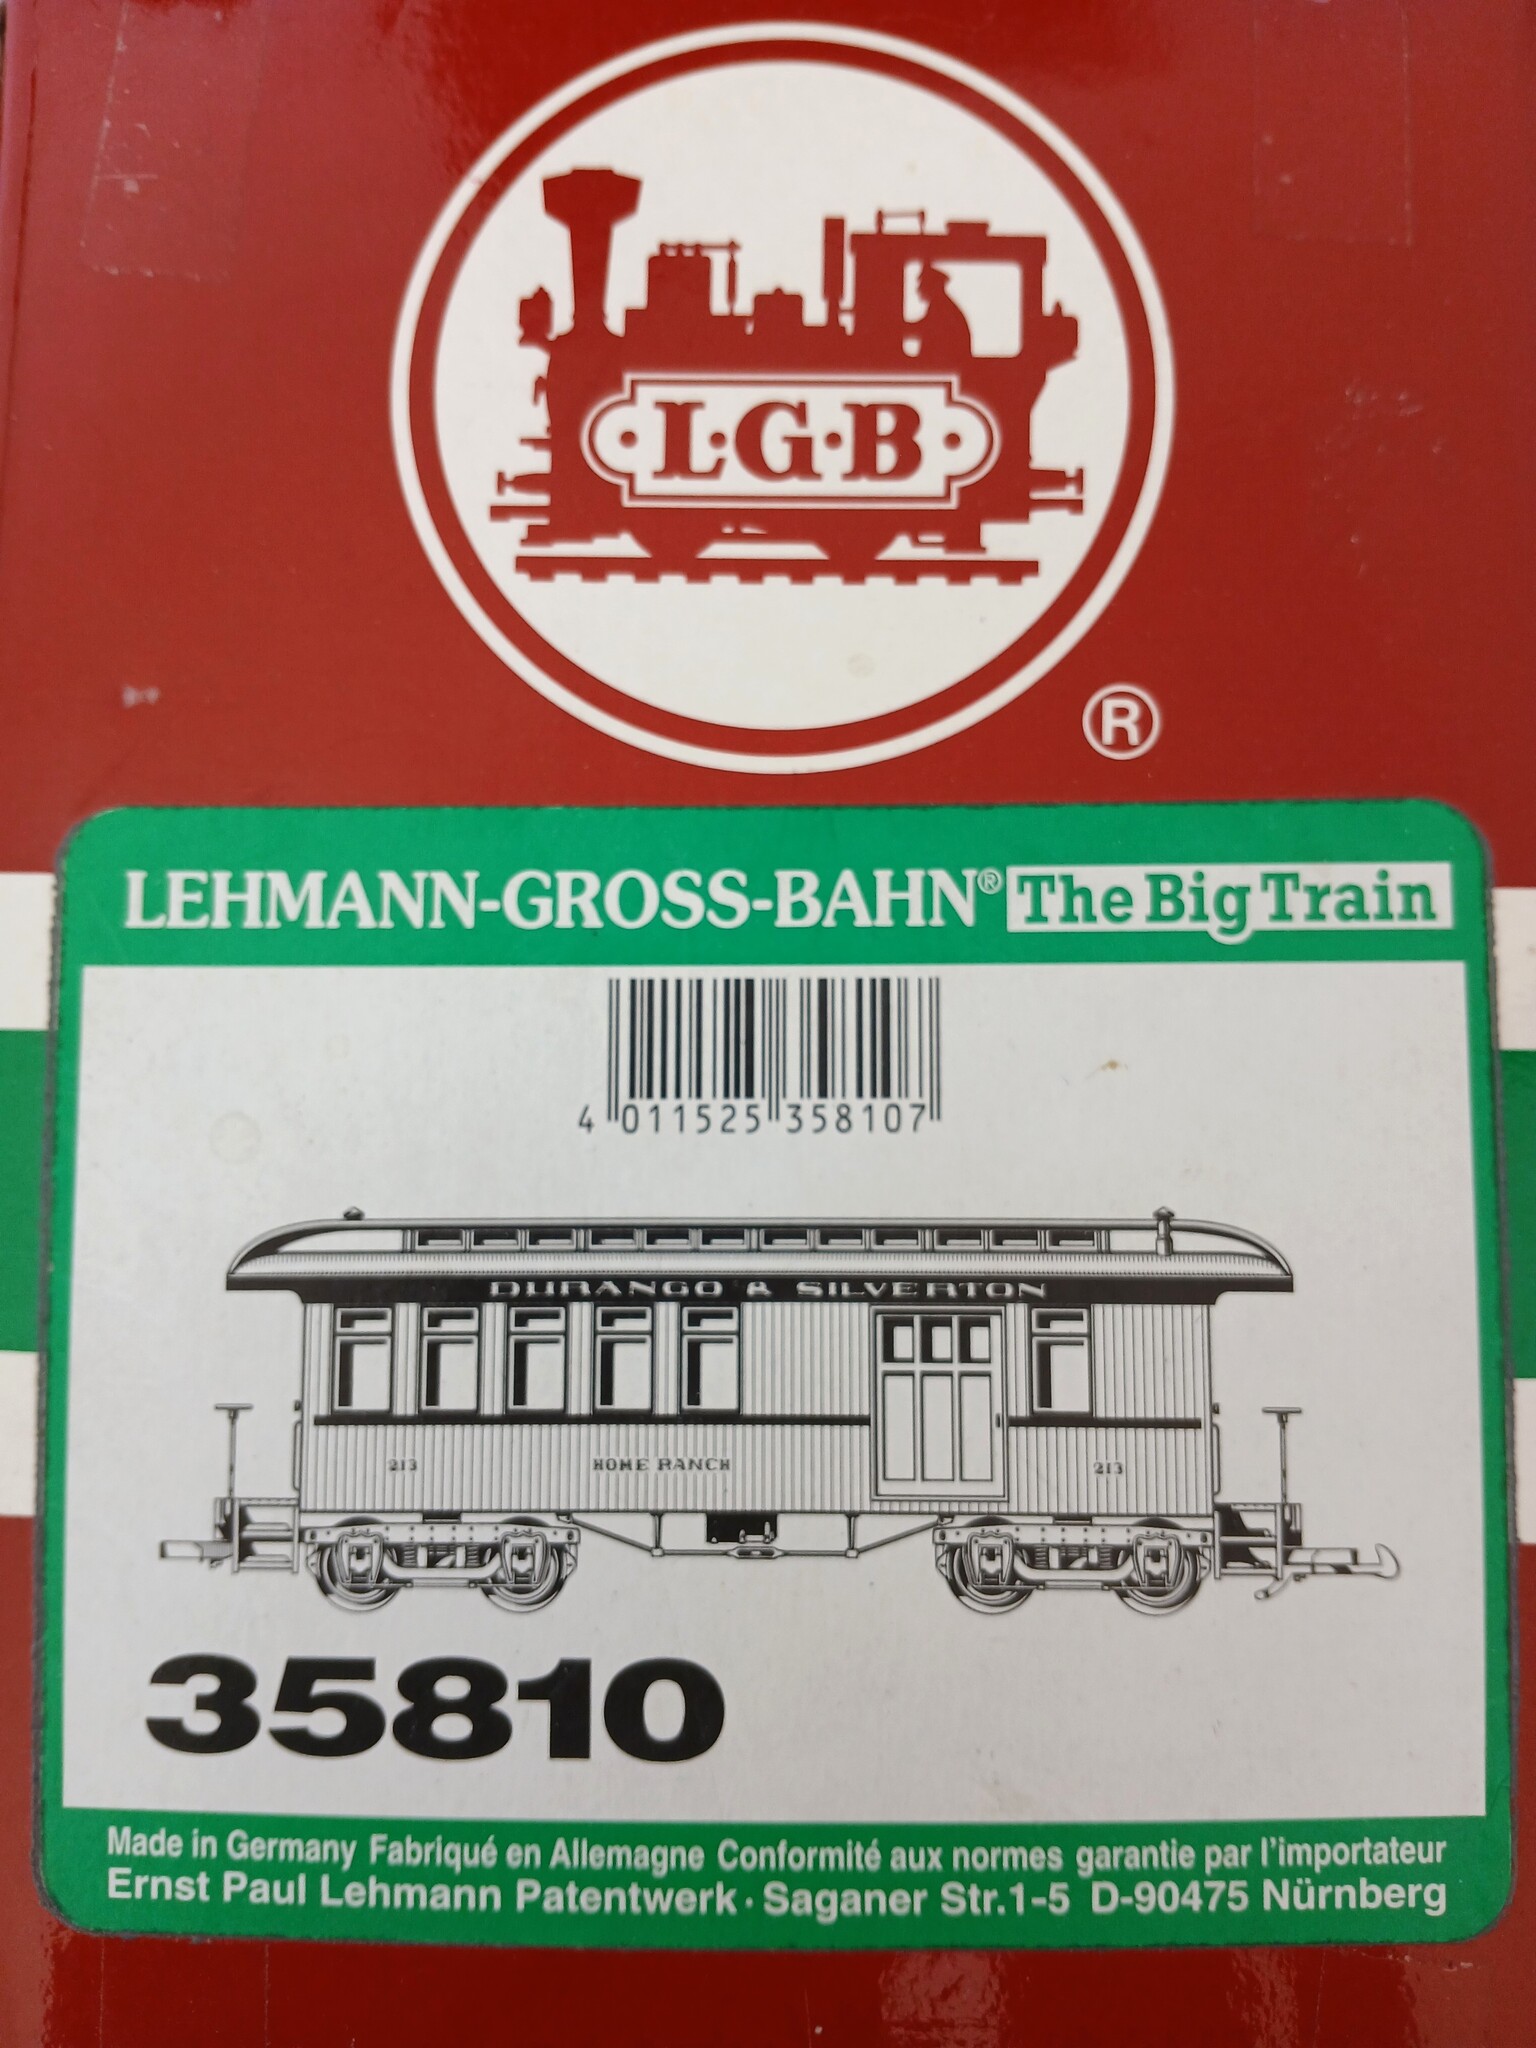 L·G·B
®
LEHMANN-GROSS-BAHN® The Big Train
4 011525 358107
DURANGO & SILVERTON
213 HOME RANCH 213
35810
Made in Germany Fabriqué en Allemagne Conformité aux normes garantie par l'importateur
Ernst Paul Lehmann Patentwerk · Saganer Str.1-5 D-90475 Nürnberg